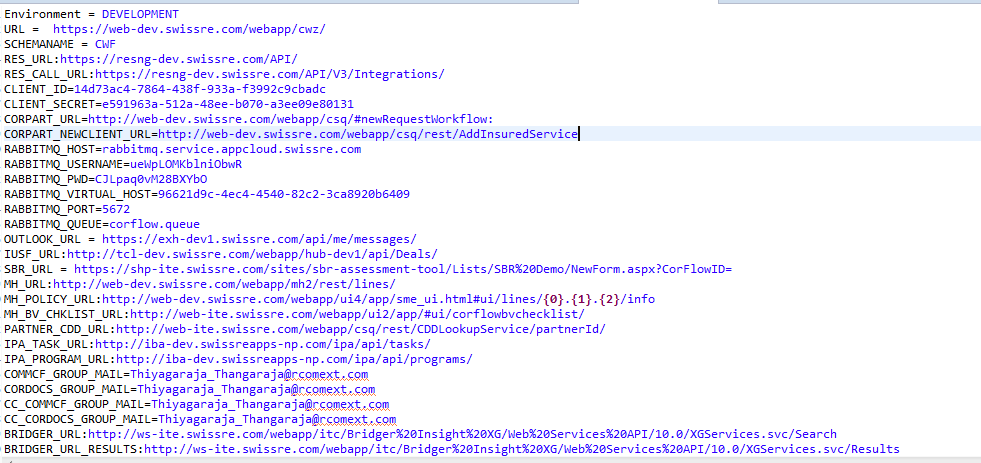 Environment = DEVELOPMENT
URL =  https://web-dev.swissre.com/webapp/cwz/
SCHEMANAME = CWF
RES_URL:https://resng-dev.swissre.com/API/
RES_CALL_URL:https://resng-dev.swissre.com/API/V3/Integrations/
CLIENT_ID=14d73ac4-7864-438f-933a-f3992c9cbadc
CLIENT_SECRET=e591963a-512a-48ee-b070-a3ee09e80131
CORPART_URL=http://web-dev.swissre.com/webapp/csq/#newRequestWorkflow:
CORPART_NEWCLIENT_URL=http://web-dev.swissre.com/webapp/csq/rest/AddInsuredService
RABBITMQ_HOST=rabbitmq.service.appcloud.swissre.com
RABBITMQ_USERNAME=ueWpLOMKblniObwR
RABBITMQ_PWD=CJLpaq0vM28BXYbO
RABBITMQ_VIRTUAL_HOST=96621d9c-4ec4-4540-82c2-3ca8920b6409
RABBITMQ_PORT=5672
RABBITMQ_QUEUE=corflow.queue
OUTLOOK_URL = https://exh-dev1.swissre.com/api/me/messages/
IUSF_URL:http://tcl-dev.swissre.com/webapp/hub-dev1/api/Deals/
SBR_URL = https://shp-ite.swissre.com/sites/sbr-assessment-tool/Lists/SBR%20Demo/NewForm.aspx?CorFlowID=
MH_URL:http://web-dev.swissre.com/webapp/mh2/rest/lines/
MH_POLICY_URL:http://web-dev.swissre.com/webapp/ui4/app/sme_ui.html#ui/lines/{0}.{1}.{2}/info
MH_BV_CHKLIST_URL:http://web-ite.swissre.com/webapp/ui2/app/#ui/corflowbvchecklist/
PARTNER_CDD_URL:http://web-ite.swissre.com/webapp/csq/rest/CDDLookupService/partnerId/
IPA_TASK_URL:http://iba-dev.swissreapps-np.com/ipa/api/tasks/
IPA_PROGRAM_URL:http://iba-dev.swissreapps-np.com/ipa/api/programs/
COMMCF_GROUP_MAIL=Thiyagaraja_Thangaraja@rcomext.com
CORDOCS_GROUP_MAIL=Thiyagaraja_Thangaraja@rcomext.com
CC_COMMCF_GROUP_MAIL=Thiyagaraja_Thangaraja@rcomext.com
CC_CORDOCS_GROUP_MAIL=Thiyagaraja_Thangaraja@rcomext.com
BRIDGER_URL:http://ws-ite.swissre.com/webapp/itc/Bridger%20Insight%20XG/Web%20Services%20API/10.0/XGServices.svc/Search
BRIDGER_URL_RESULTS:http://ws-ite.swissre.com/webapp/itc/Bridger%20Insight%20XG/Web%20Services%20API/10.0/XGServices.svc/Results